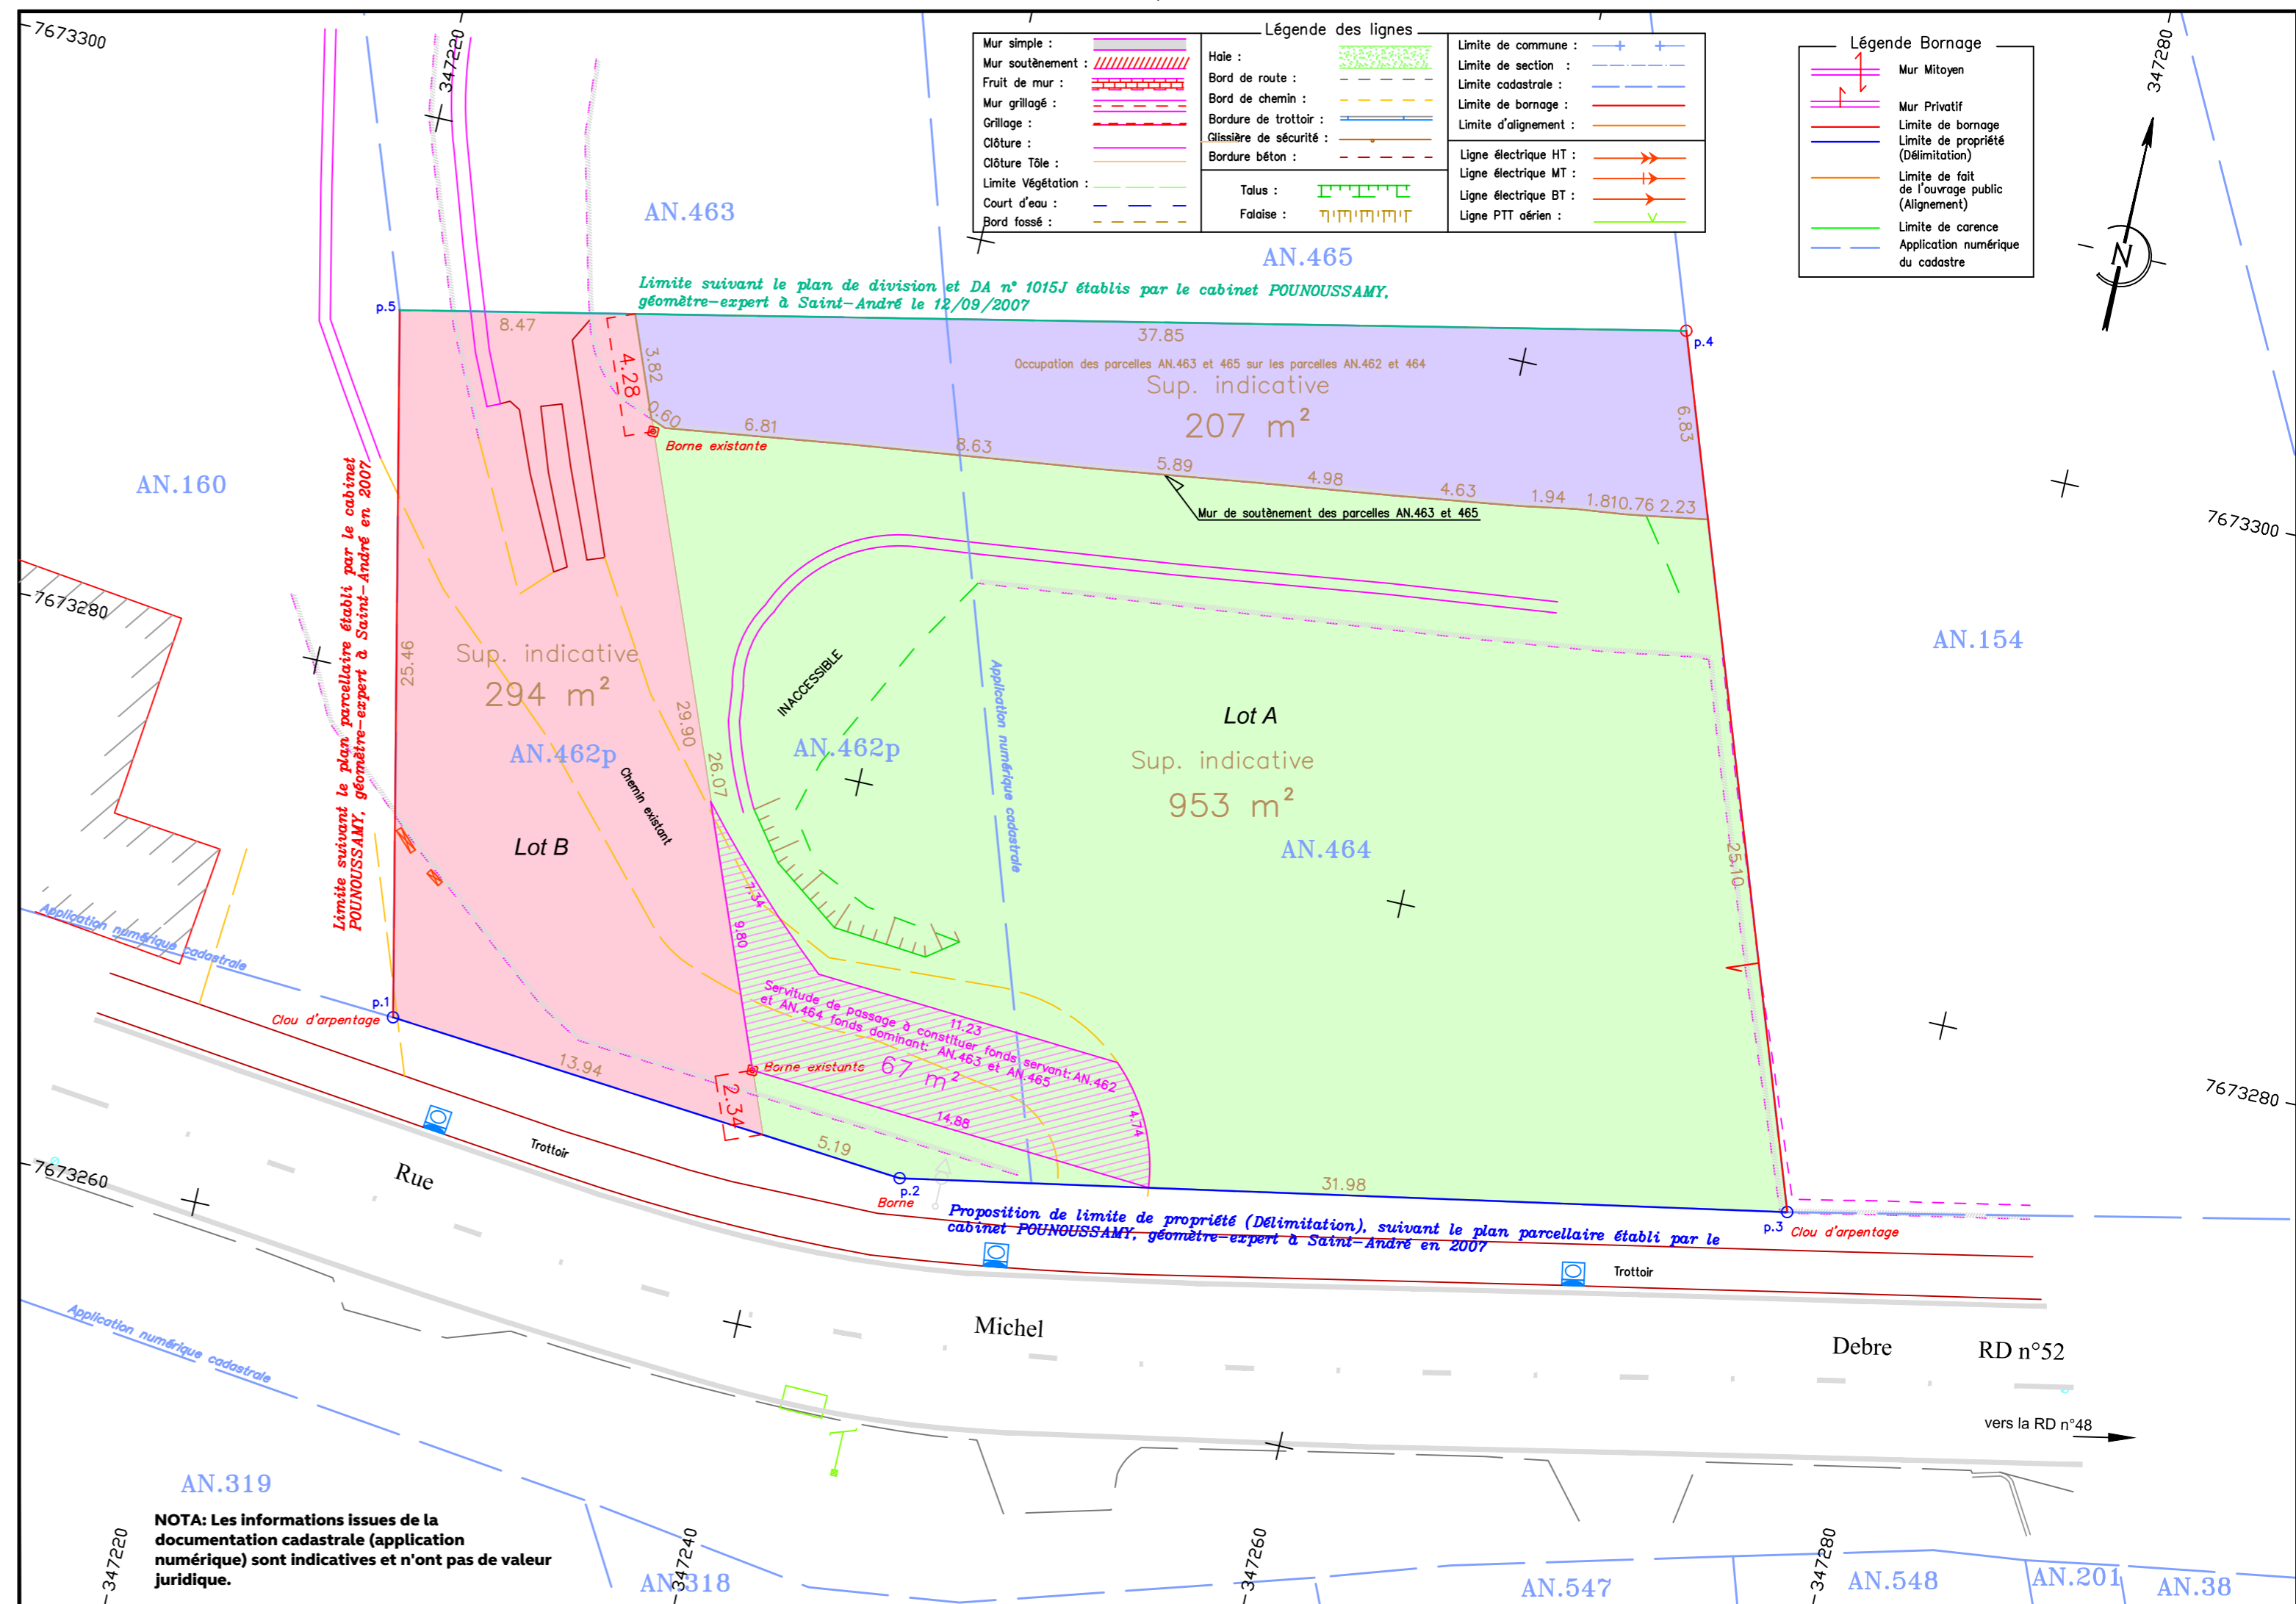 7673300
347220
Légende des lignes
Mur simple :
Mur soutènement :
Fruit de mur :
Mur grillagé :
Grillage :
Clôture :
Clôture Tôle :
Limite Végétation :
Court d'eau :
Bord fossé :
Haie :
Bord de route :
Bord de chemin :
Bordure de trottoir :
Glissière de sécurité :
Bordure béton :
Talus :
Falaise :
Limite de commune :
Limite de section :
Limite cadastrale :
Limite de bornage :
Limite d'alignement :
Ligne électrique HT :
Ligne électrique MT :
Ligne électrique BT :
Ligne PTT aérien :
Légende Bornage
Mur Mitoyen
Mur Privatif
Limite de bornage
Limite de propriété
(Délimitation)
Limite de fait
de l'ouvrage public
(Alignement)
Limite de carence
Application numérique
du cadastre
347280
N
AN.463
AN.465
Limite suivant le plan de division et DA n° 1015J établis par le cabinet POUNOUSSAMY,
géomètre-expert à Saint-André le 12/09/2007
p.5
8.47
37.85
p.4
4.28
3.82
0.60
Occupation des parcelles AN.463 et 465 sur les parcelles AN.462 et 464
Sup. indicative
207 m²
6.83
6.81
8.63
5.89
4.98
4.63
1.94
1.81
0.76
2.23
Borne existante
Mur de soutènement des parcelles AN.463 et 465
AN.160
Limite suivant le plan parcellaire établi par le cabinet
POUNOUSSAMY, géomètre-expert à Saint-André en 2007
7673300
7673280
25.46
Sup. indicative
294 m²
AN.462p
Lot B
Chemin existant
29.90
26.07
INACCESSIBLE
AN.462p
Application numérique cadastrale
Lot A
Sup. indicative
953 m²
AN.464
AN.154
25.10
7.34
9.80
Application numérique cadastrale
p.1
Clou d'arpentage
13.94
Servitude de passage à constituer fonds servant: AN.462
et AN.464 fonds dominant: AN.463 et AN.465
11.23
67 m²
14.88
4.74
Borne existante
2.34
5.19
7673280
p.2
Borne
31.98
p.3
Clou d'arpentage
Proposition de limite de propriété (Délimitation), suivant le plan parcellaire établi par le
cabinet POUNOUSSAMY, géomètre-expert à Saint-André en 2007
Trottoir
Trottoir
7673260
Rue
Michel
Debre
RD n°52
vers la RD n°48
Application numérique cadastrale
AN.319
NOTA: Les informations issues de la
documentation cadastrale (application
numérique) sont indicatives et n'ont pas de valeur
juridique.
347220
347240
347260
347280
AN.318
AN.547
AN.548
AN.201
AN.38